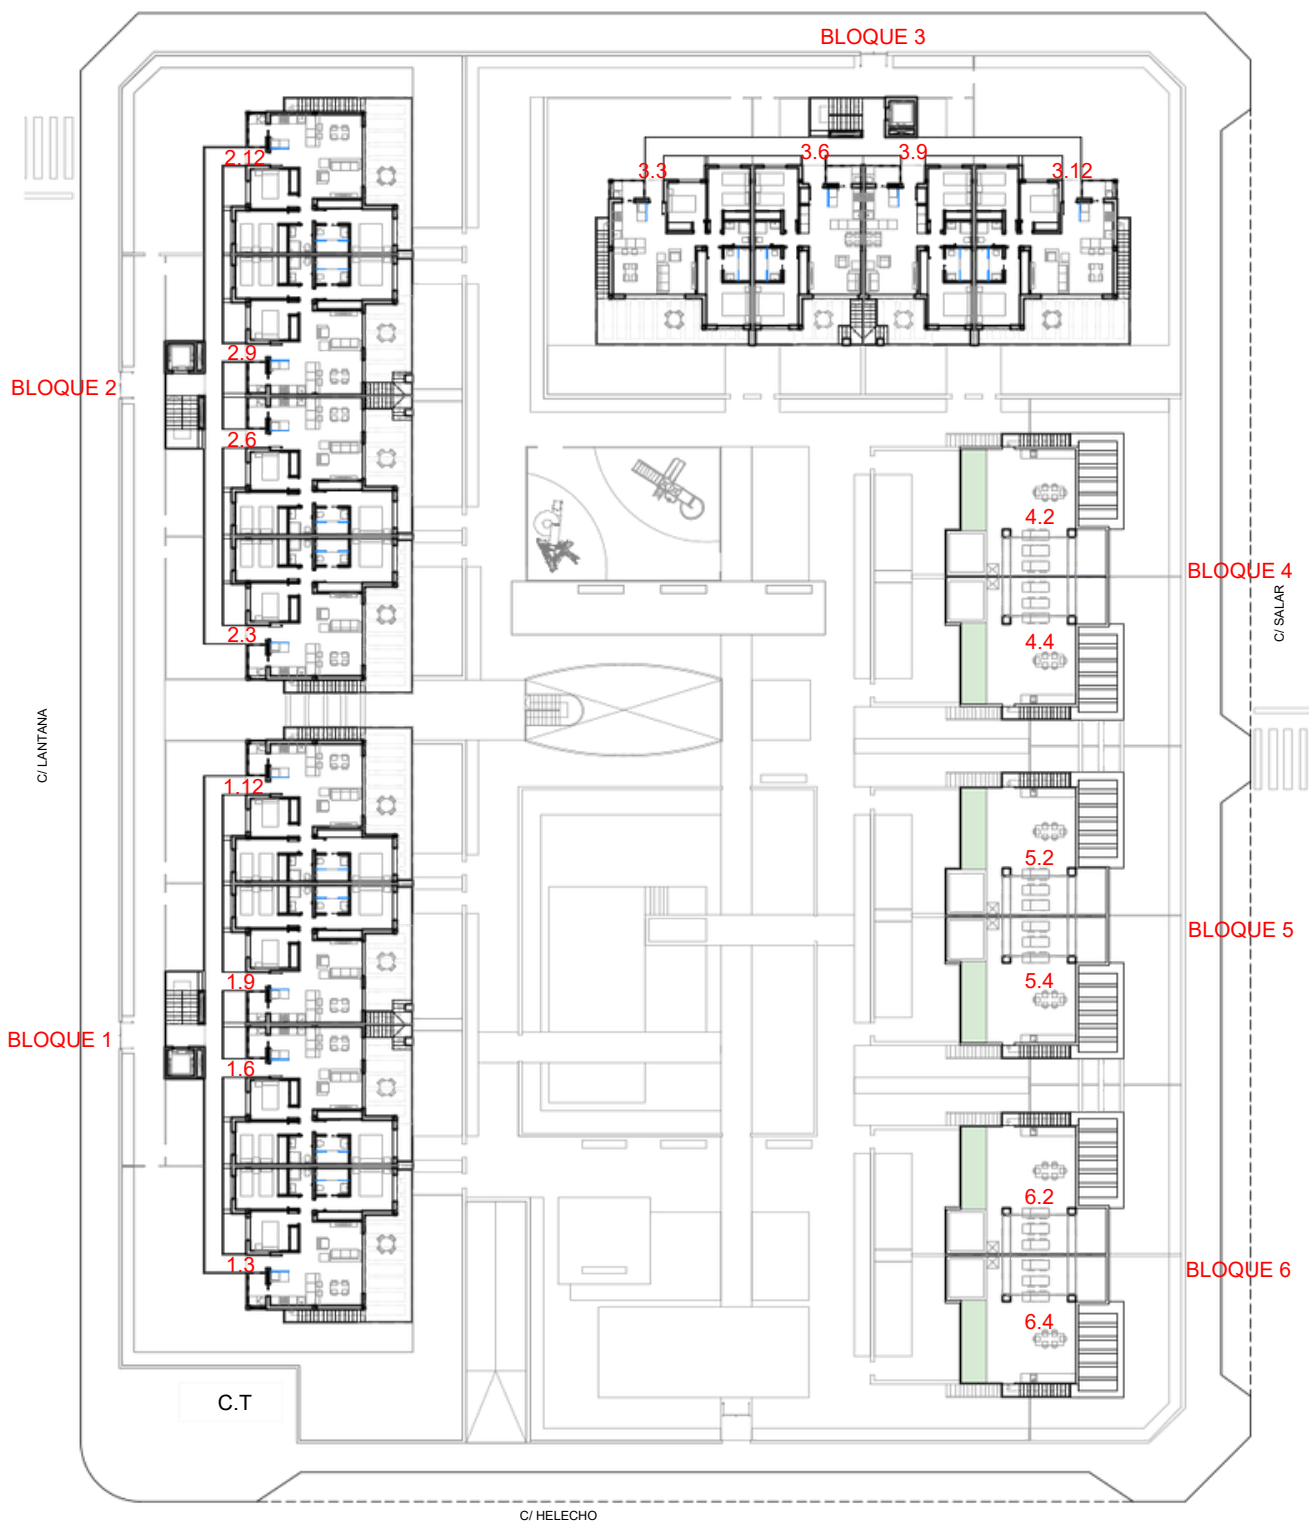 BLOQUE 3
2.12
3.3
3.6
3.9
3.12
2.9
BLOQUE 2
2.6
2.3
4.2
BLOQUE 4
4.4
C/ SALAR
C/ LANTANA
1.12
1.9
BLOQUE 1
1.6
1.3
5.2
BLOQUE 5
5.4
6.2
BLOQUE 6
6.4
C.T
C/ HELECHO